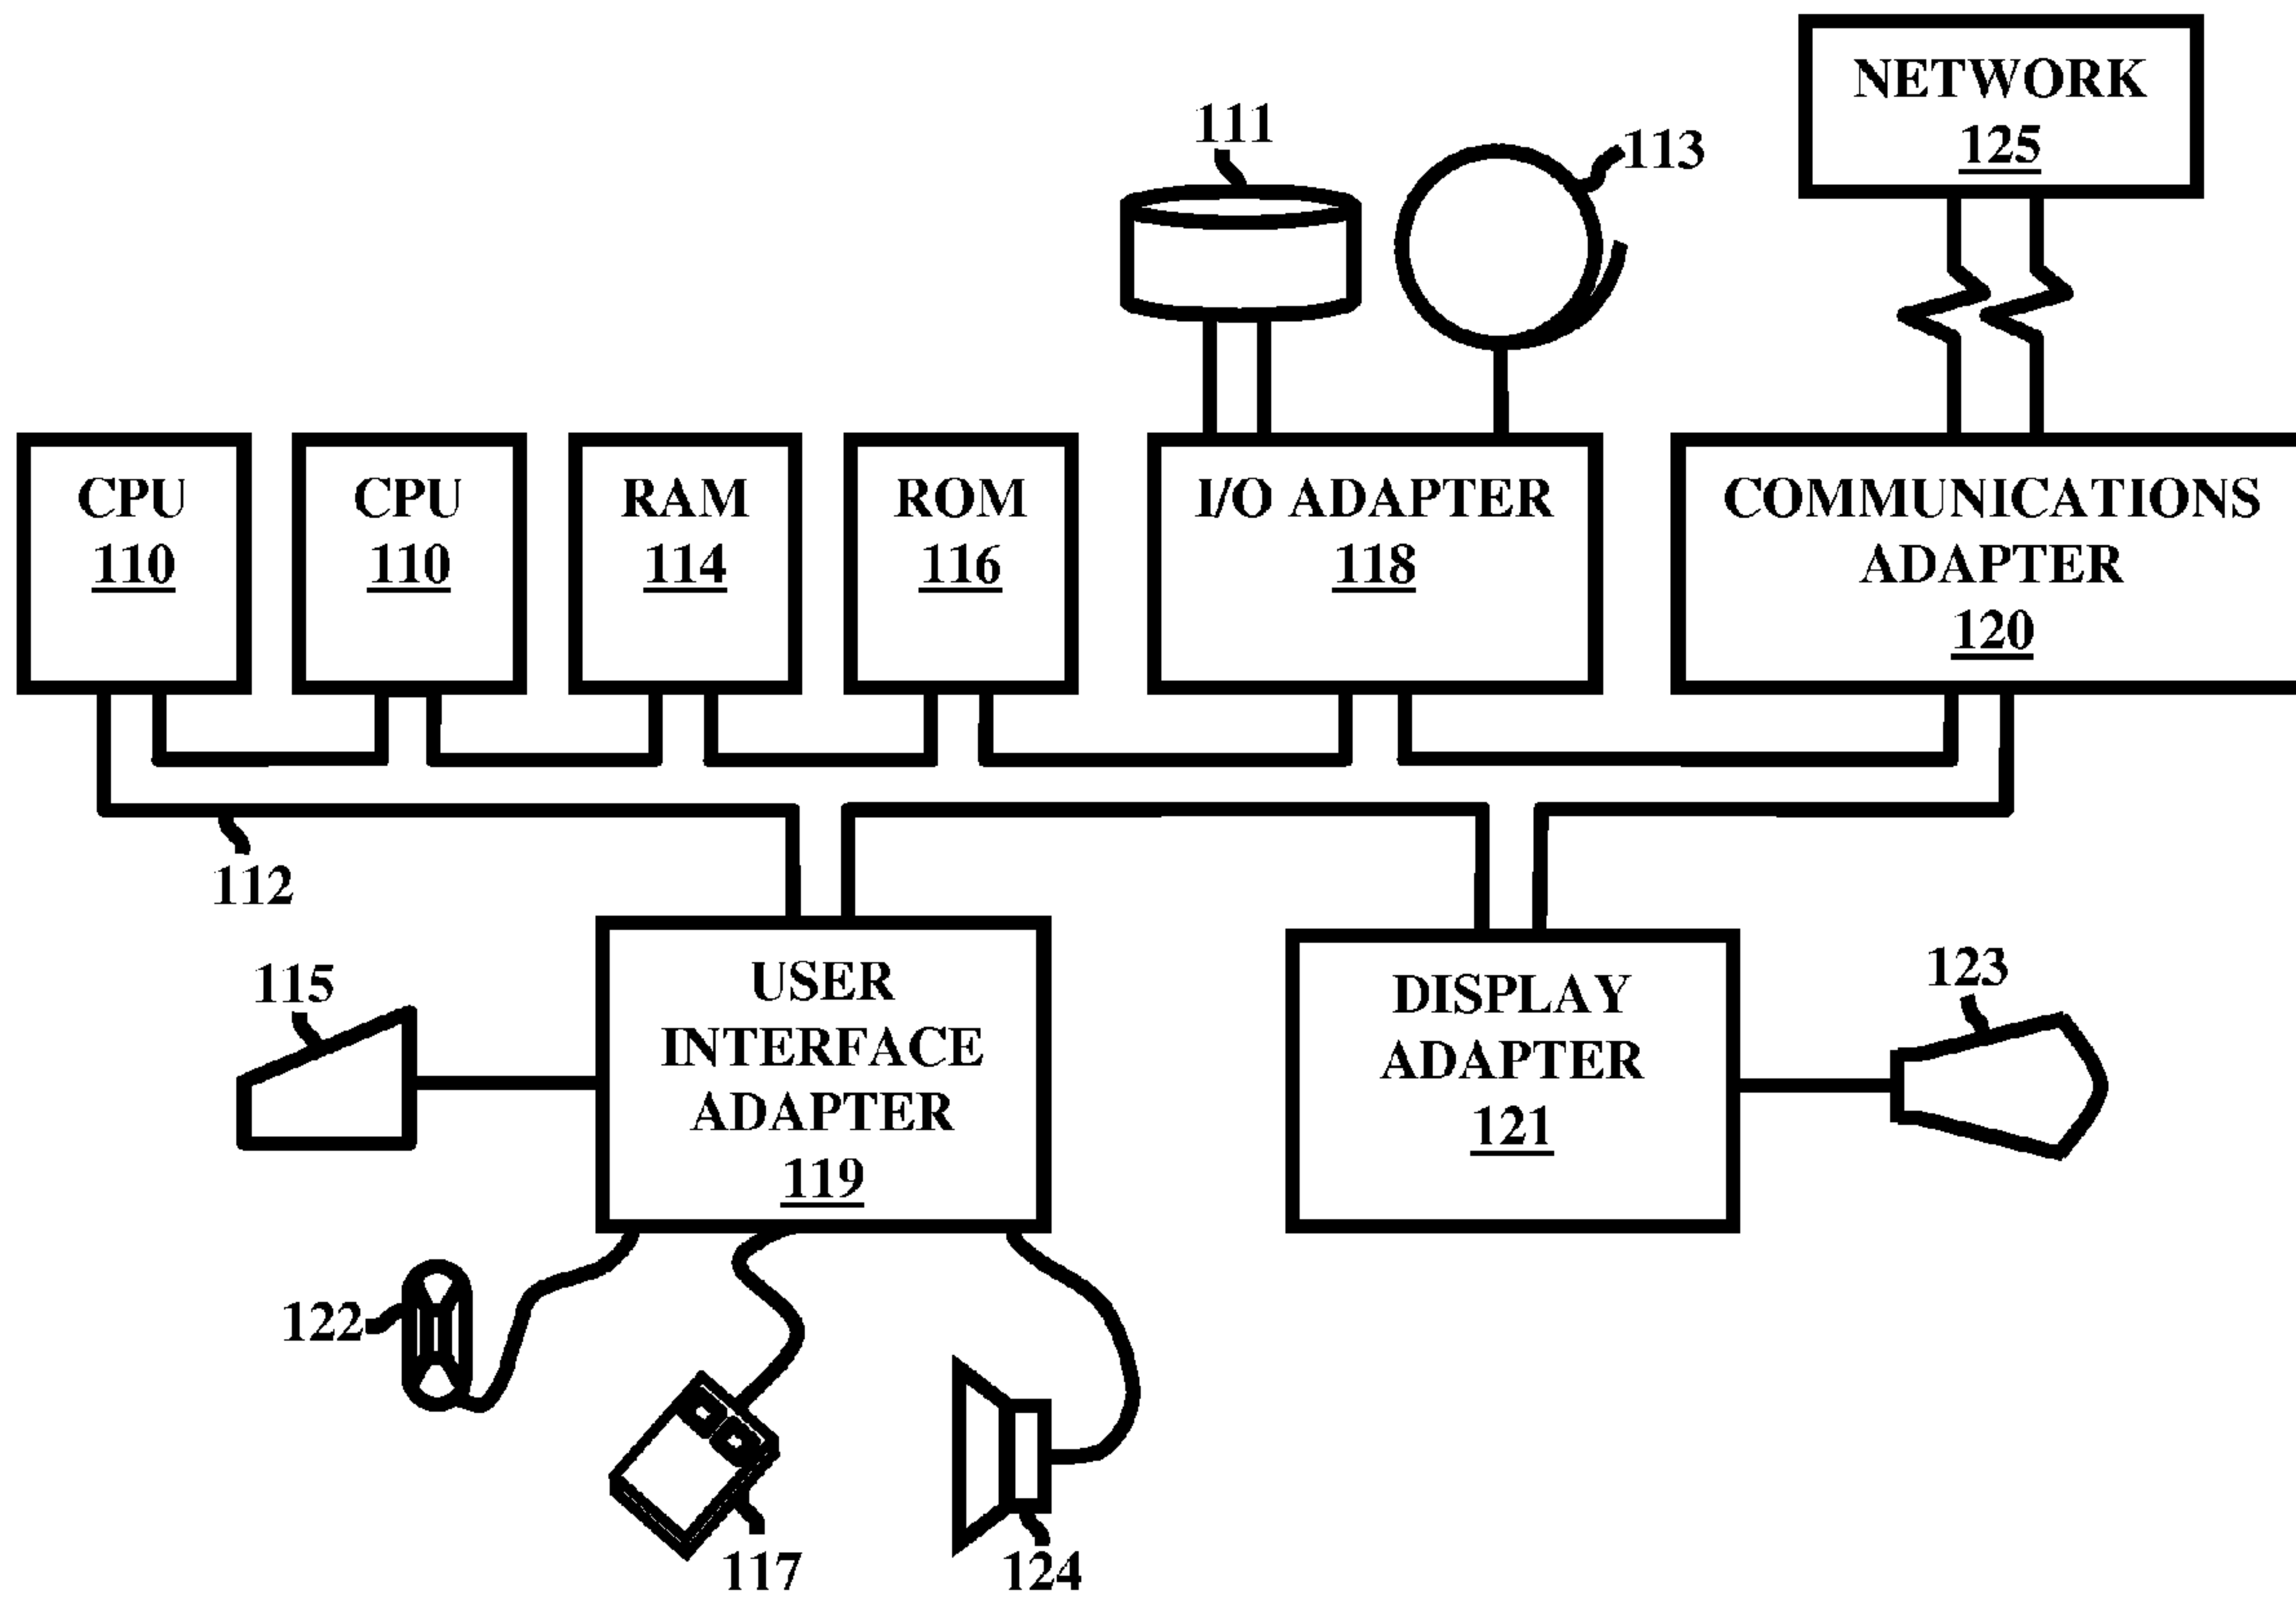 NETWORK
125
111
113
CPU
110
CPU
110
RAM
114
ROM
116
I/O ADAPTER
118
COMMUNICATIONS
ADAPTER
120
112
115
USER
INTERFACE
ADAPTER
119
DISPLAY
ADAPTER
121
123
122
117
124